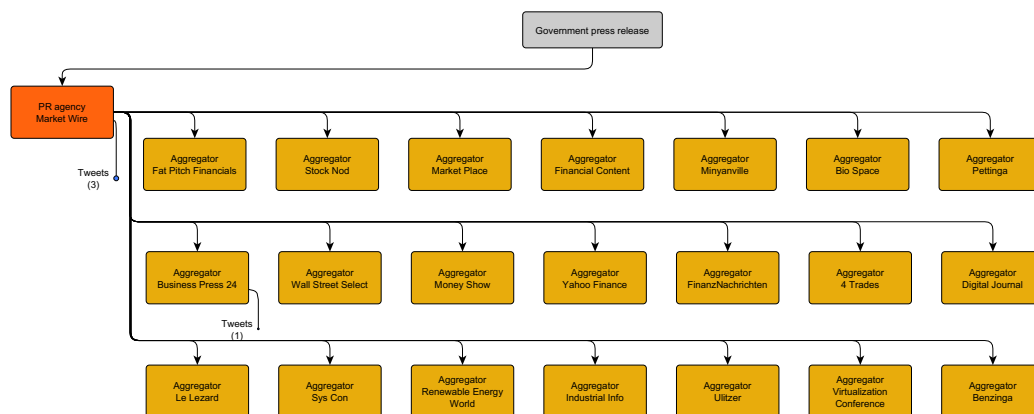 Government press release
PR agency
Market Wire
Tweets
(3)
Aggregator
Fat Pitch Financials
Aggregator
Stock Nod
Aggregator
Market Place
Aggregator
Financial Content
Aggregator
Minyanville
Aggregator
Bio Space
Aggregator
Pettinga
Aggregator
Business Press 24
Aggregator
Wall Street Select
Aggregator
Money Show
Aggregator
Yahoo Finance
Aggregator
FinanzNachrichten
Aggregator
4 Trades
Aggregator
Digital Journal
Tweets
(1)
Aggregator
Le Lezard
Aggregator
Sys Con
Aggregator
Renewable Energy
World
Aggregator
Industrial Info
Aggregator
Ulitzer
Aggregator
Virtualization
Conference
Aggregator
Benzinga